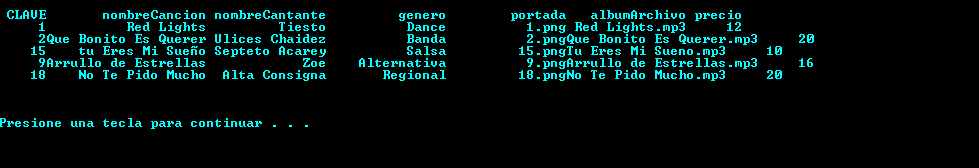 CLAVE nombreCancion nombreCantante genero portada albumArchivo precio
1 Red Lights Tiesto Dance 1.png Red Lights.mp3 12
2Que Bonito Es Querer Ulices Chaidez Banda 2.pngQue Bonito Es Querer.mp3 20
15 tu Eres Mi Sueño Septeto Acarey Salsa 15.pngTu Eres Mi Sueno.mp3 10
9Arrullo de Estrellas Zoe Alternativa 9.pngArrullo de Estrellas.mp3 16
18 No Te Pido Mucho Alta Consigna Regional 18.pngNo Te Pido Mucho.mp3 20
Presione una tecla para continuar . . .